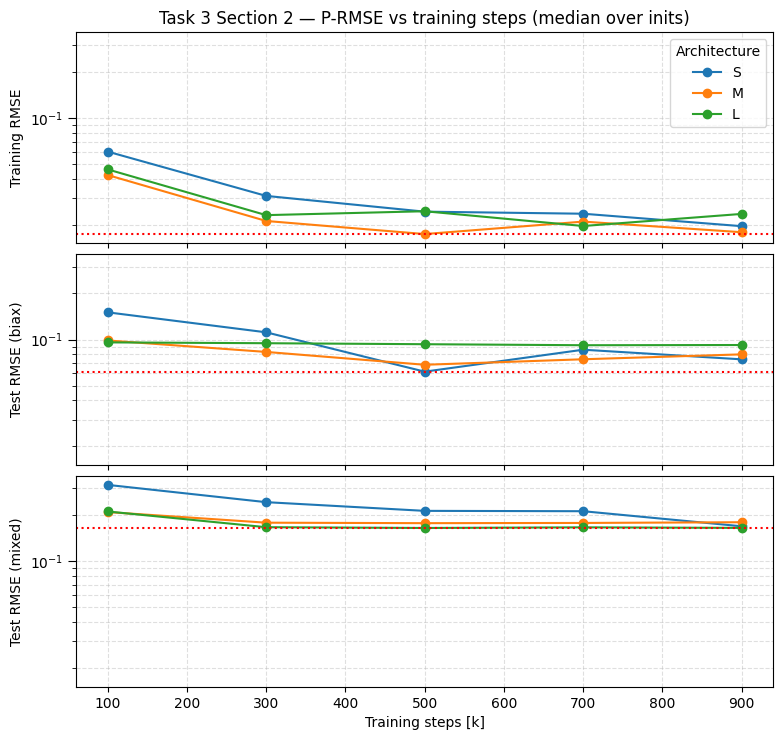 Task 3 Section 2 — P-RMSE vs training steps (median over inits)
Training RMSE
10⁻¹
Architecture
S
M
L
Test RMSE (biax)
10⁻¹
Test RMSE (mixed)
10⁻¹
100 200 300 400 500 600 700 800 900
Training steps [k]